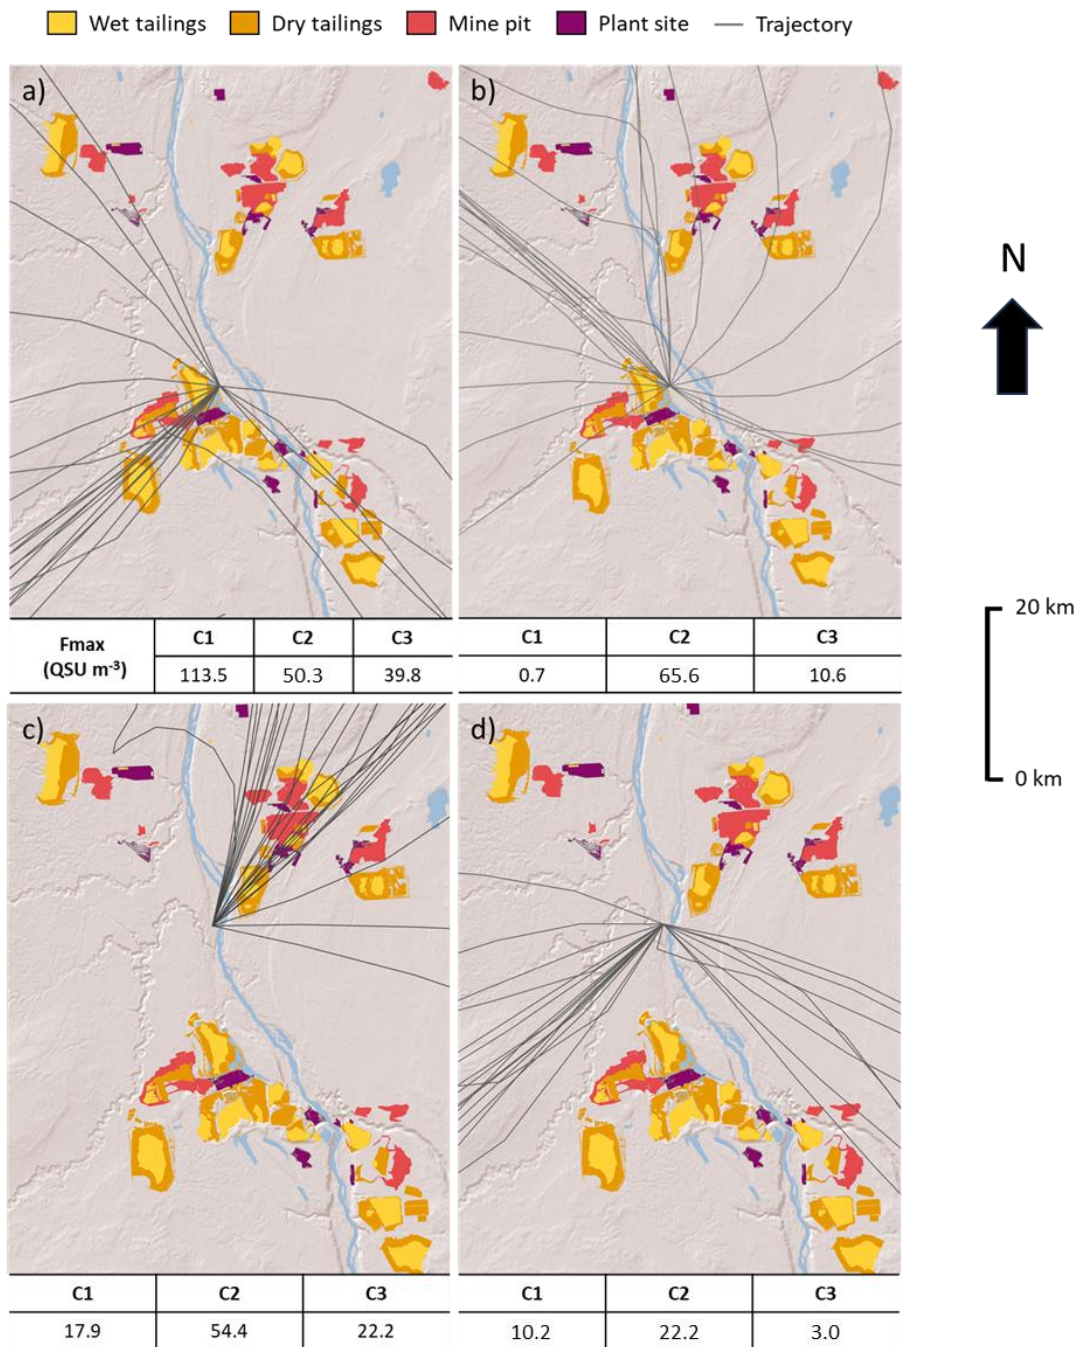 Wet tailings Dry tailings Mine pit Plant site Trajectory
a) b)
N
20 km
0 km
Fmax (QSU m-3) C1 C2 C3
113.5 50.3 39.8
C1 C2 C3
0.7 65.6 10.6
c) d)
C1 C2 C3
17.9 54.4 22.2
C1 C2 C3
10.2 22.2 3.0